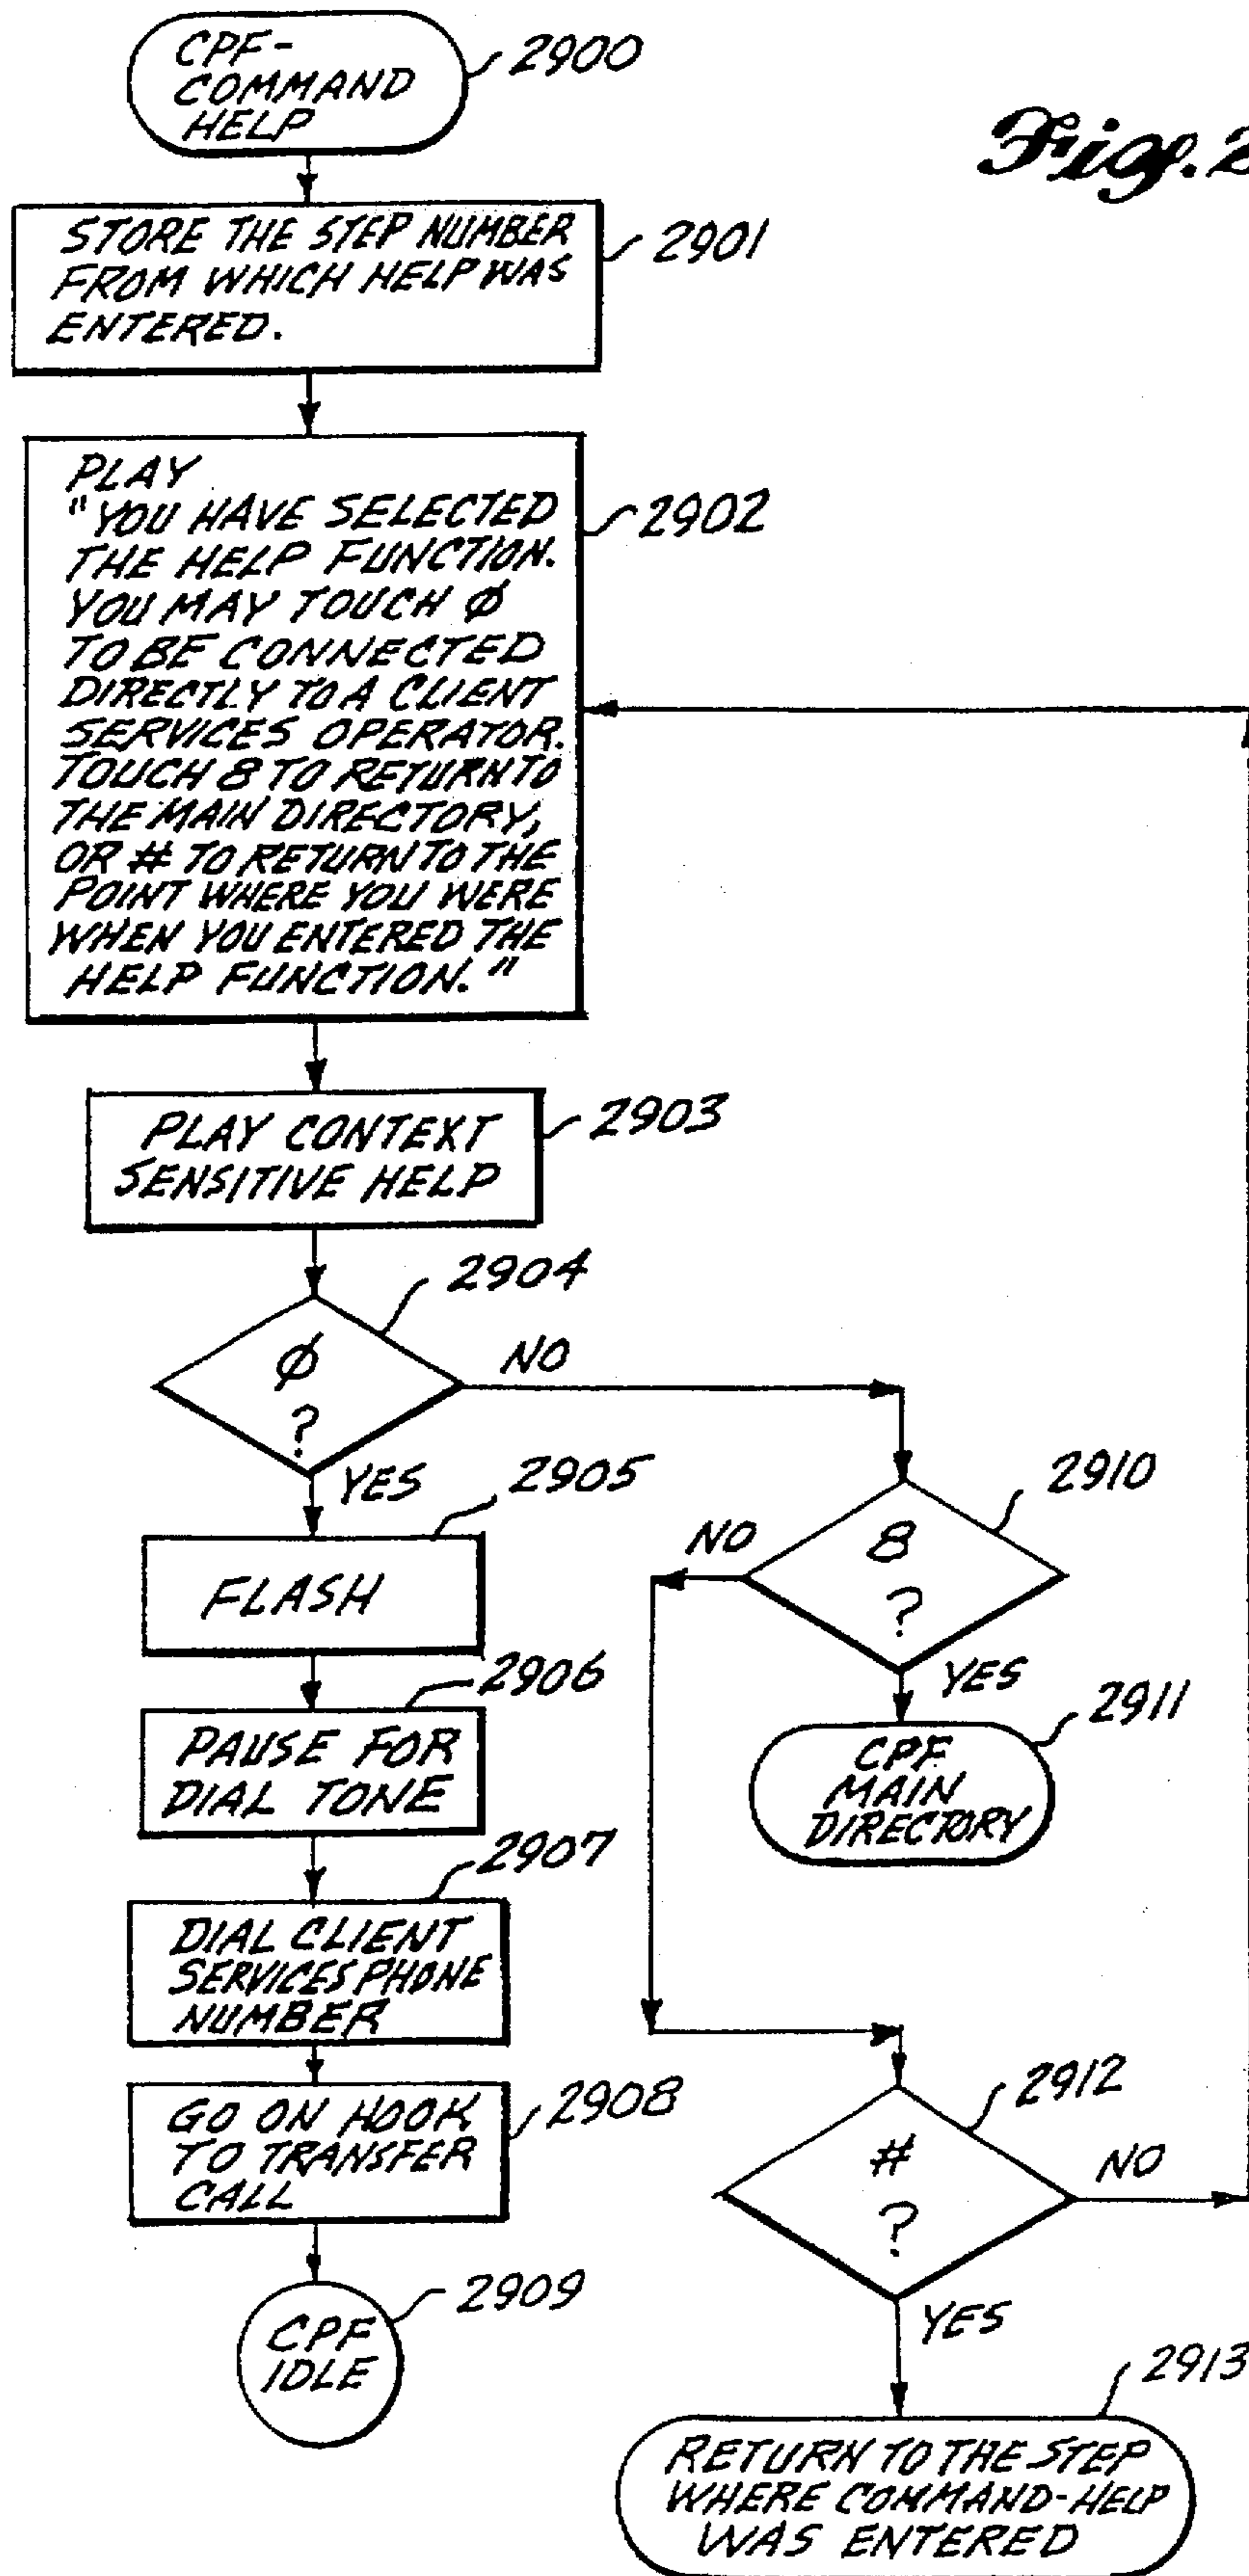 CPF-
COMMAND
HELP
2900
Fig. 2
STORE THE STEP NUMBER
FROM WHICH HELP WAS
ENTERED.
2901
PLAY
"YOU HAVE SELECTED
THE HELP FUNCTION.
YOU MAY TOUCH Ø
TO BE CONNECTED
DIRECTLY TO A CLIENT
SERVICES OPERATOR.
TOUCH 8 TO RETURN TO
THE MAIN DIRECTORY,
OR # TO RETURN TO THE
POINT WHERE YOU WERE
WHEN YOU ENTERED THE
HELP FUNCTION."
2902
PLAY CONTEXT
SENSITIVE HELP
2903
2904
Ø
?
NO
YES
2905
FLASH
2906
PAUSE FOR
DIAL TONE
2907
DIAL CLIENT
SERVICES PHONE
NUMBER
GO ON HOOK
TO TRANSFER
CALL
2908
CPF
IDLE
2909
2910
8
?
NO
YES
2911
CPF
MAIN
DIRECTORY
2912
#
?
NO
YES
2913
RETURN TO THE STEP
WHERE COMMAND-HELP
WAS ENTERED